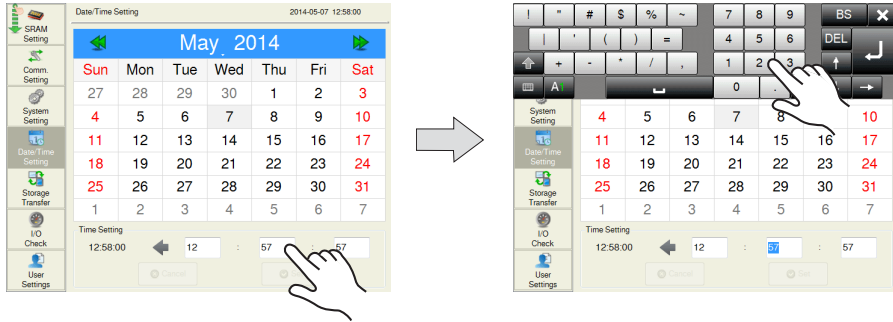 Date/Time Setting 2014-05-07 12:58:00
SRAM
Setting
Comm.
Setting
System
Setting
Date/Time
Setting
Storage
Transfer
I/O
Check
User
Settings
May. 2014
Sun Mon Tue Wed Thu Fri Sat
27 28 29 30 1 2 3
4 5 6 7 8 9 10
11 12 13 14 15 16 17
18 19 20 21 22 23 24
25 26 27 28 29 30 31
1 2 3 4 5 6 7
Time Setting
12:58:00 12 : 57 : 57
Cancel
! " # $ % ~ 7 8 9 BS
| ' ( ) = 4 5 6 DEL
+ - * / , 1 2 3
A1 0 .
System
Setting
Date/Time
Setting
Storage
Transfer
I/O
Check
User
Settings
4 5 6 7 8 10
11 12 13 14 15 16 17
18 19 20 21 22 23 24
25 26 27 28 29 30 31
1 2 3 4 5 6 7
Time Setting
12:58:00 12 : 57 : 57
Cancel Set